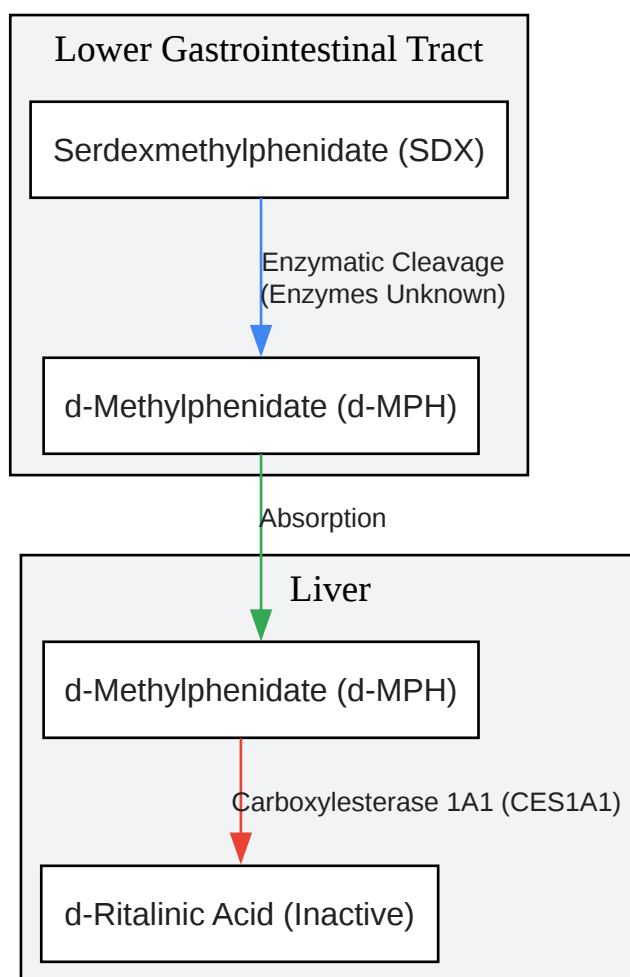 Lower Gastrointestinal Tract
Serdexmethylphenidate (SDX)
Enzymatic Cleavage
(Enzymes Unknown)
d-Methylphenidate (d-MPH)
Absorption
Liver
d-Methylphenidate (d-MPH)
Carboxylesterase 1A1 (CES1A1)
d-Ritalinic Acid (Inactive)